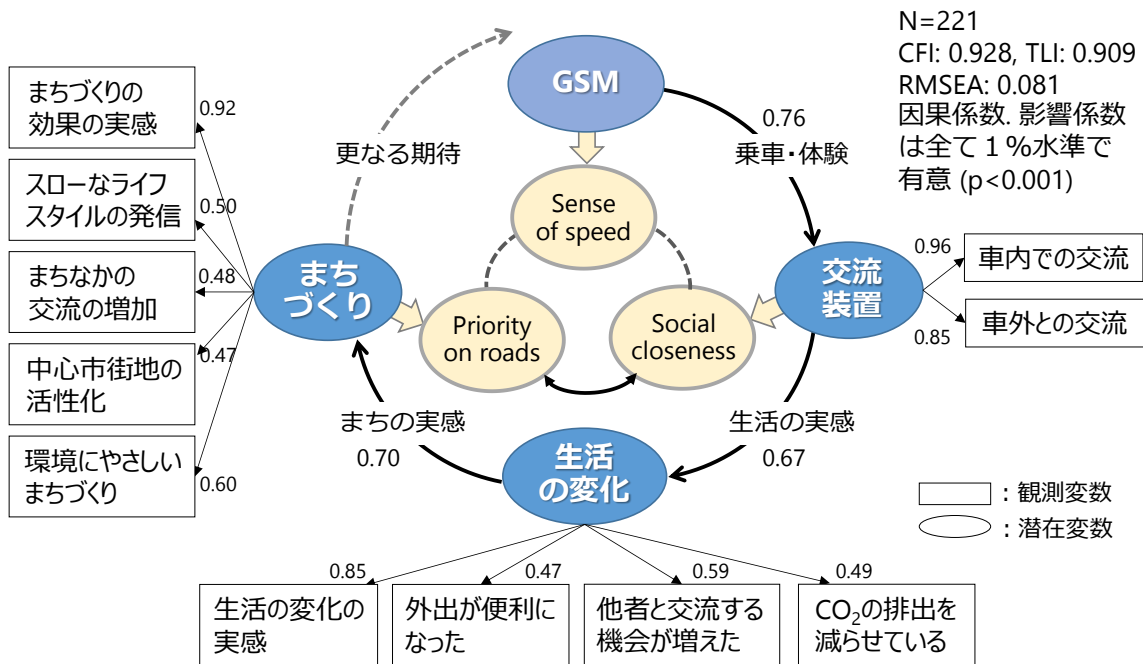 N=221
CFI: 0.928, TLI: 0.909
RMSEA: 0.081
因果係数. 影響係数
は全て１%水準で
有意 (p<0.001)
GSM
0.76
乗車・体験
更なる期待
Sense
of speed
まちづくりの
効果の実感
0.92
スローなライフ
スタイルの発信
0.50
まちなかの
交流の増加
0.48
中心市街地の
活性化
0.47
環境にやさしい
まちづくり
0.60
まち
づくり
Priority
on roads
Social
closeness
交流
装置
0.96
車内での交流
0.85
車外との交流
まちの実感
0.70
生活の実感
0.67
生活
の変化
：観測変数
：潜在変数
0.85
生活の変化の
実感
0.47
外出が便利に
なった
0.59
他者と交流する
機会が増えた
0.49
CO₂の排出を
減らせている